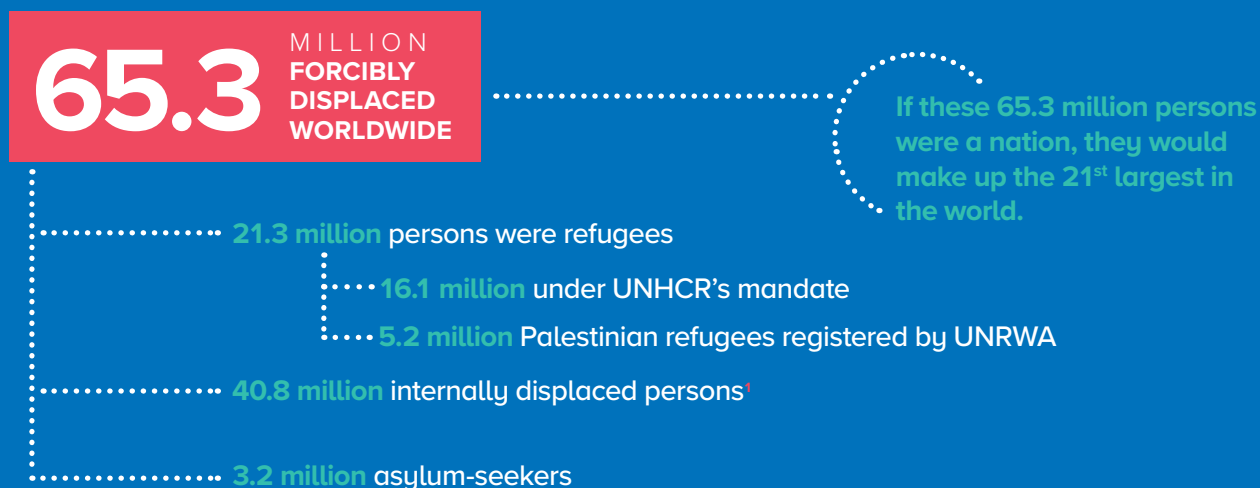 65.3
MILLION
FORCIBLY
DISPLACED
WORLDWIDE
If these 65.3 million persons
were a nation, they would
make up the 21st largest in
the world.
21.3 million persons were refugees
16.1 million under UNHCR’s mandate
5.2 million Palestinian refugees registered by UNRWA
40.8 million internally displaced persons1
3.2 million asylum-seekers